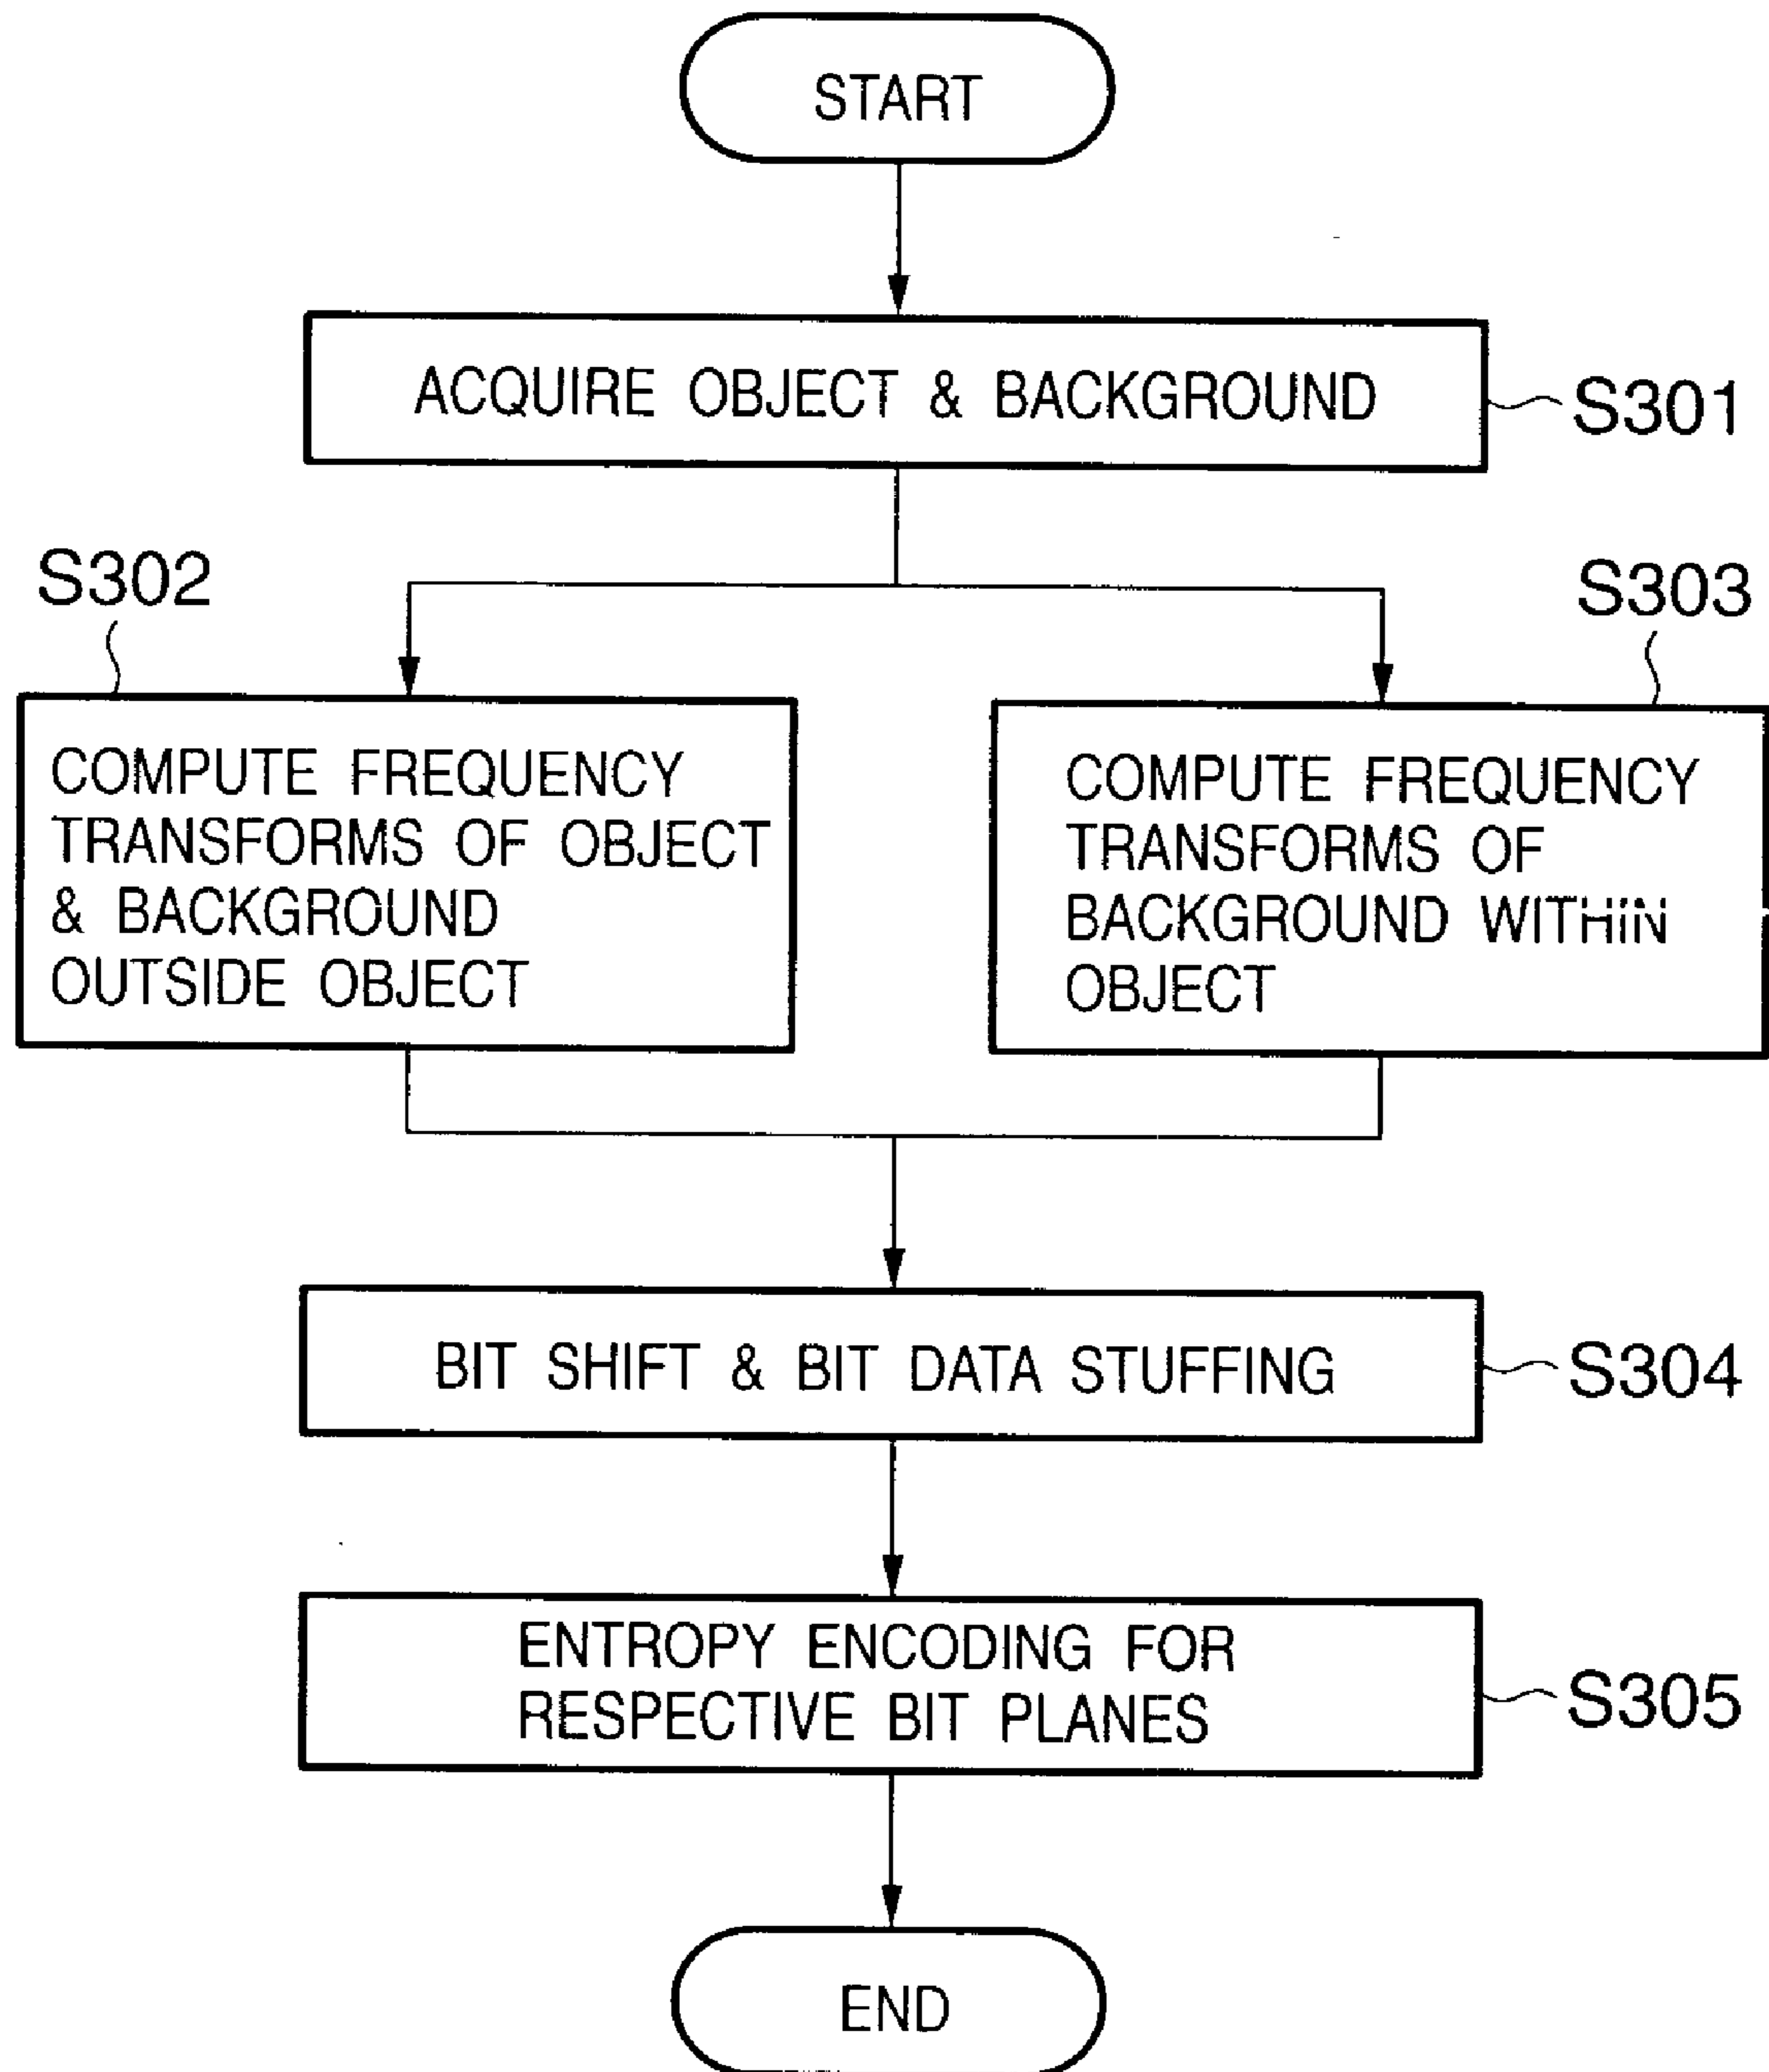 START
ACQUIRE OBJECT & BACKGROUND
S301
S302
S303
COMPUTE FREQUENCY
TRANSFORMS OF OBJECT
& BACKGROUND
OUTSIDE OBJECT
COMPUTE FREQUENCY
TRANSFORMS OF
BACKGROUND WITHIN
OBJECT
BIT SHIFT & BIT DATA STUFFING
S304
ENTROPY ENCODING FOR
RESPECTIVE BIT PLANES
S305
END